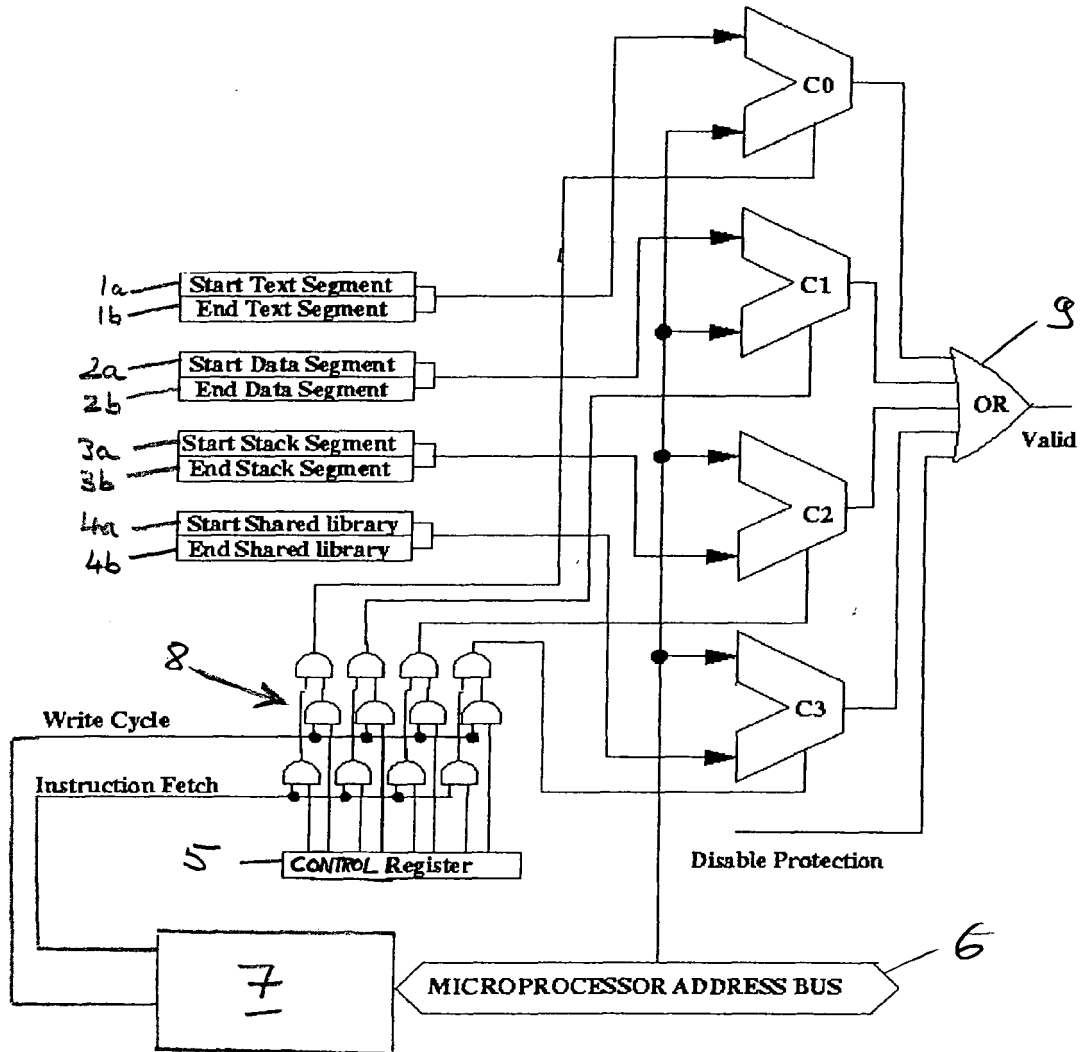 C0
1a
Start Text Segment
1b
End Text Segment
C1
9
2a
Start Data Segment
2b
End Data Segment
OR
Valid
3a
Start Stack Segment
3b
End Stack Segment
C2
4a
Start Shared library
4b
End Shared library
8
Write Cycle
C3
Instruction Fetch
5
CONTROL Register
Disable Protection
6
7
MICROPROCESSOR ADDRESS BUS